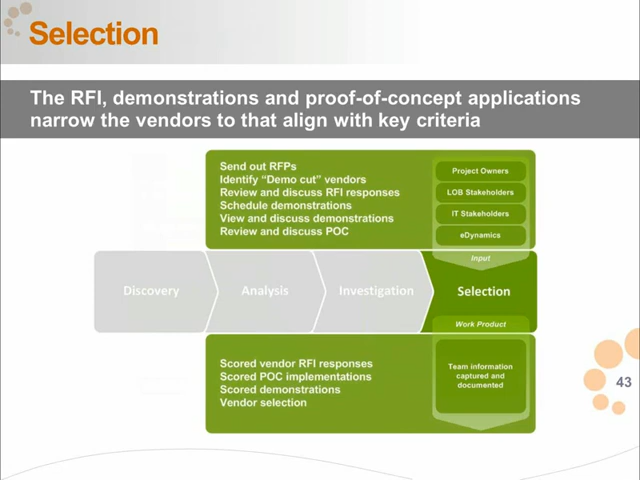 Selection
The RFI, demonstrations and proof-of-concept applications
narrow the vendors to that align with key criteria
Send out RFPs
Identify “Demo cut” vendors
Review and discuss RFI responses
Schedule demonstrations
View and discuss demonstrations
Review and discuss POC
Project Owners
LOB Stakeholders
IT Stakeholders
eDynamics
Input
Discovery
Analysis
Investigation
Selection
Work Product
Scored vendor RFI responses
Scored POC implementations
Scored demonstrations
Vendor selection
Team information
captured and
documented
43